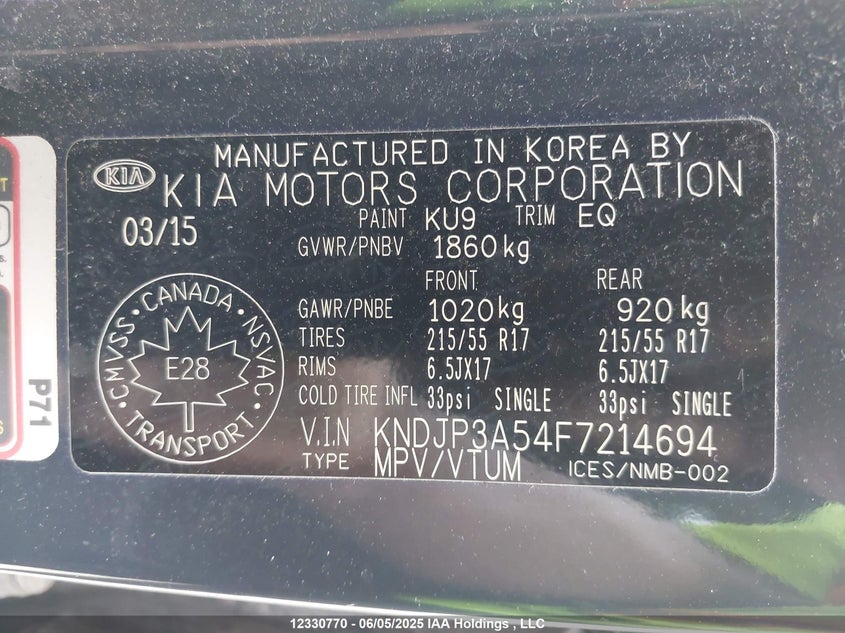 MANUFACTURED IN KOREA BY
KIA KIA MOTORS CORPORATION
03/15 PAINT KU9 TRIM EQ
GVWR/PNBV 1860kg
FRONT REAR
GAWR/PNBE 1020kg 920kg
TIRES 215/55 R17 215/55 R17
RIMS 6.5JX17 6.5JX17
COLD TIRE INFL 33psi SINGLE 33psi SINGLE
V.I.N KNDJP3A54F7214694
TYPE MPV/VTUM ICES/NMB-002
CMVSS • CANADA • NSVAC • TRANSPORT •
E28
P71
12330770 - 06/05/2025 IAA Holdings , LLC